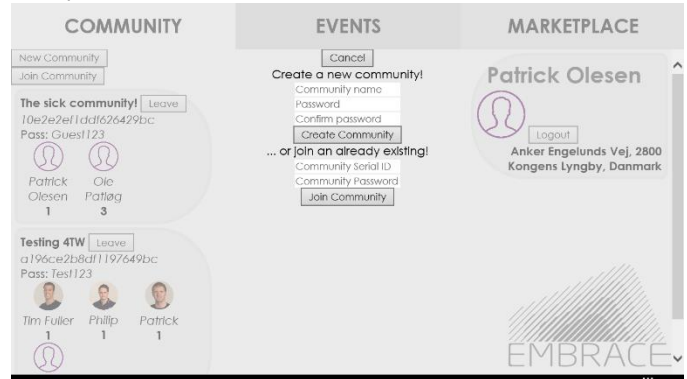 COMMUNITY
EVENTS
MARKETPLACE
New Community
Join Community
The sick community! Leave
10e2e2ef1ddf626429bc
Pass: Guest123
Patrick Olesen
1
Ole Patløg
3
Testing 4TW Leave
a196ce2b8df1197649bc
Pass: Test123
Tim Fuller
1
Philip
1
Patrick
1
Cancel
Create a new community!
Community name
Password
Confirm password
Create Community
... or join an already existing!
Community Serial ID
Community Password
Join Community
Patrick Olesen
Logout
Anker Engelunds Vej, 2800
Kongens Lyngby, Danmark
EMBRACE